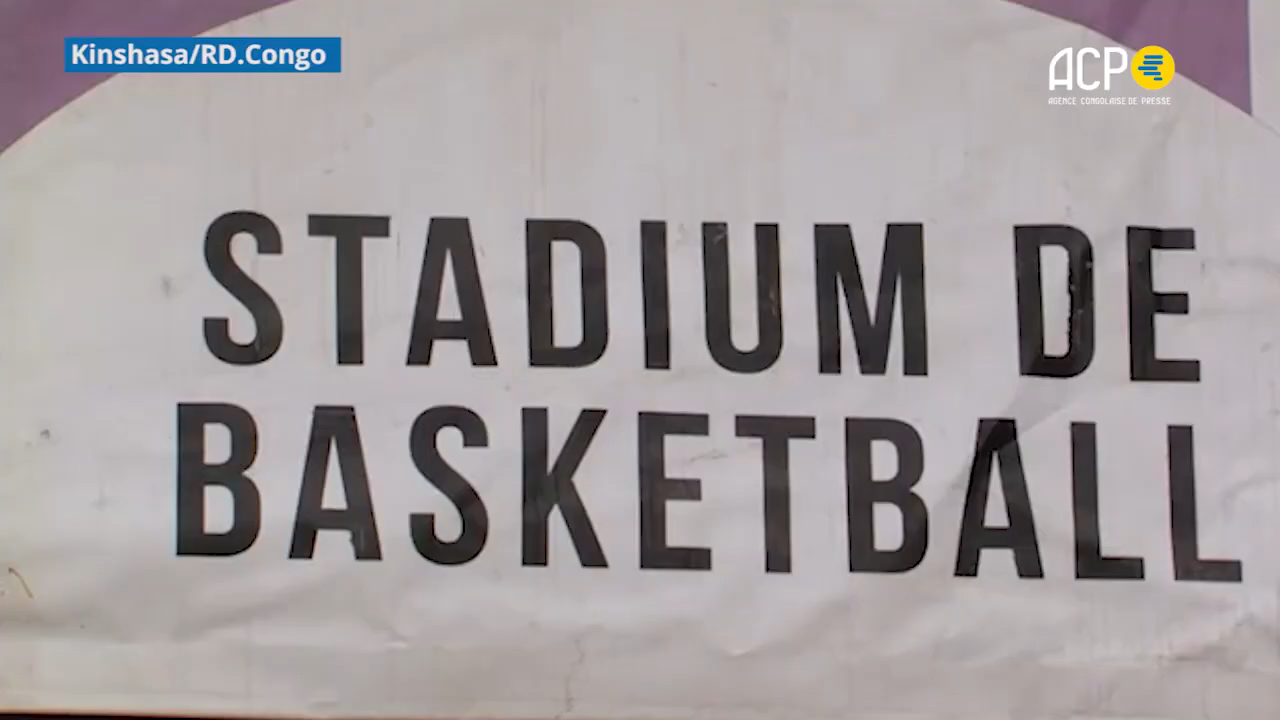 Kinshasa/RD.Congo
ACP
AGENCE CONGOLAISE DE PRESSE
STADIUM DE
BASKETBALL